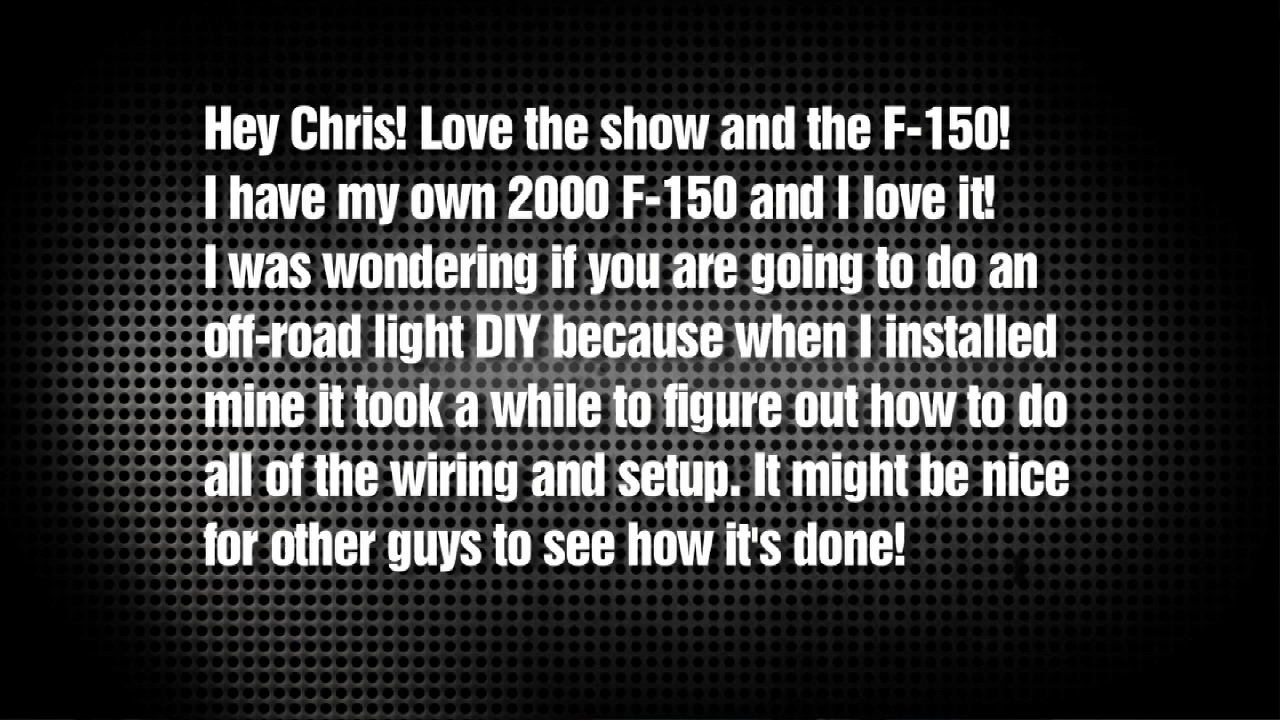 Hey Chris! Love the show and the F-150!
I have my own 2000 F-150 and I love it!
I was wondering if you are going to do an
off-road light DIY because when I installed
mine it took a while to figure out how to do
all of the wiring and setup. It might be nice
for other guys to see how it's done!